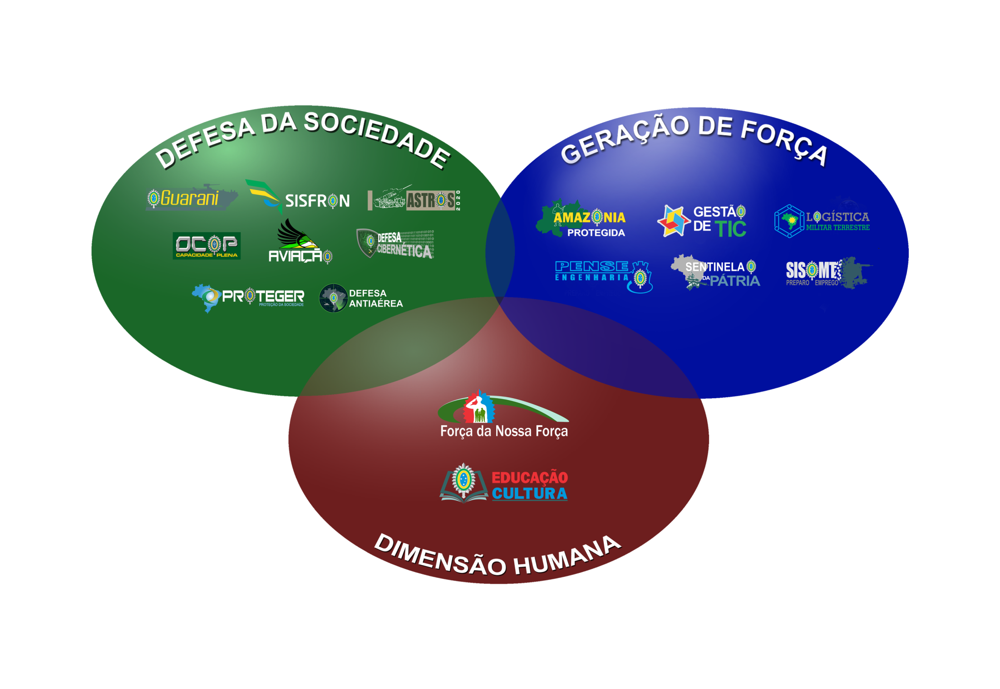 DEFESA DA SOCIEDADE
Guarani
SISFRON
ASTROS
2020
OCOP
CAPACIDADE PLENA
AVIAÇÃO
DEFESA
CIBERNÉTICA
PROTEGER
PROTEÇÃO DA SOCIEDADE
DEFESA
ANTIAÉREA
GERAÇÃO DE FORÇA
AMAZONIA
PROTEGIDA
GESTÃO
DE TIC
LOGÍSTICA
MILITAR TERRESTRE
PENSE
ENGENHARIA
SENTINELA
DA PÁTRIA
SISOMT
PREPARO EMPREGO
Força da Nossa Força
EDUCAÇÃO
CULTURA
DIMENSÃO HUMANA